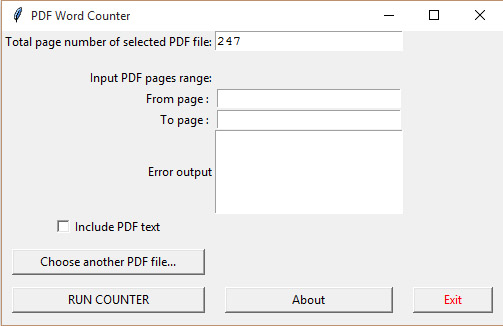 PDF Word Counter
Total page number of selected PDF file: 247
Input PDF pages range:
From page :
To page :
Error output
Include PDF text
Choose another PDF file...
RUN COUNTER About Exit